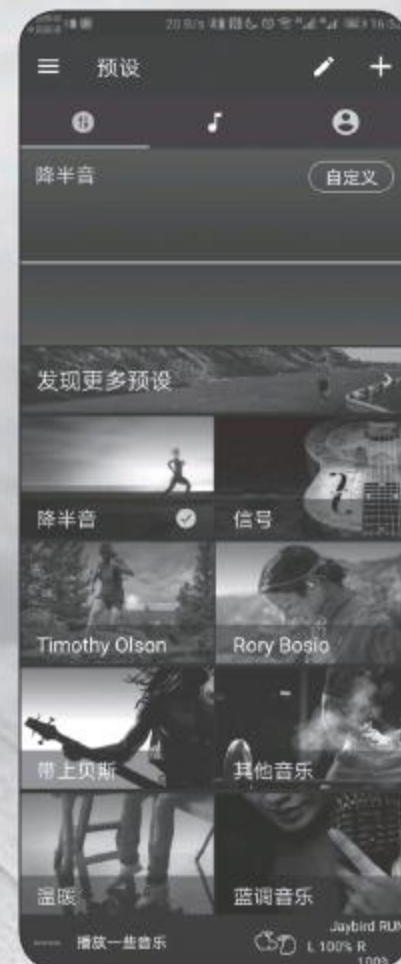 预设
降半音
自定义
发现更多预设
降半音
信号
Timothy Olson
Rory Bosio
带上贝斯
其他音乐
温暖
蓝调音乐
播放一些音乐
Jaybird RUN
L 100% R
100%